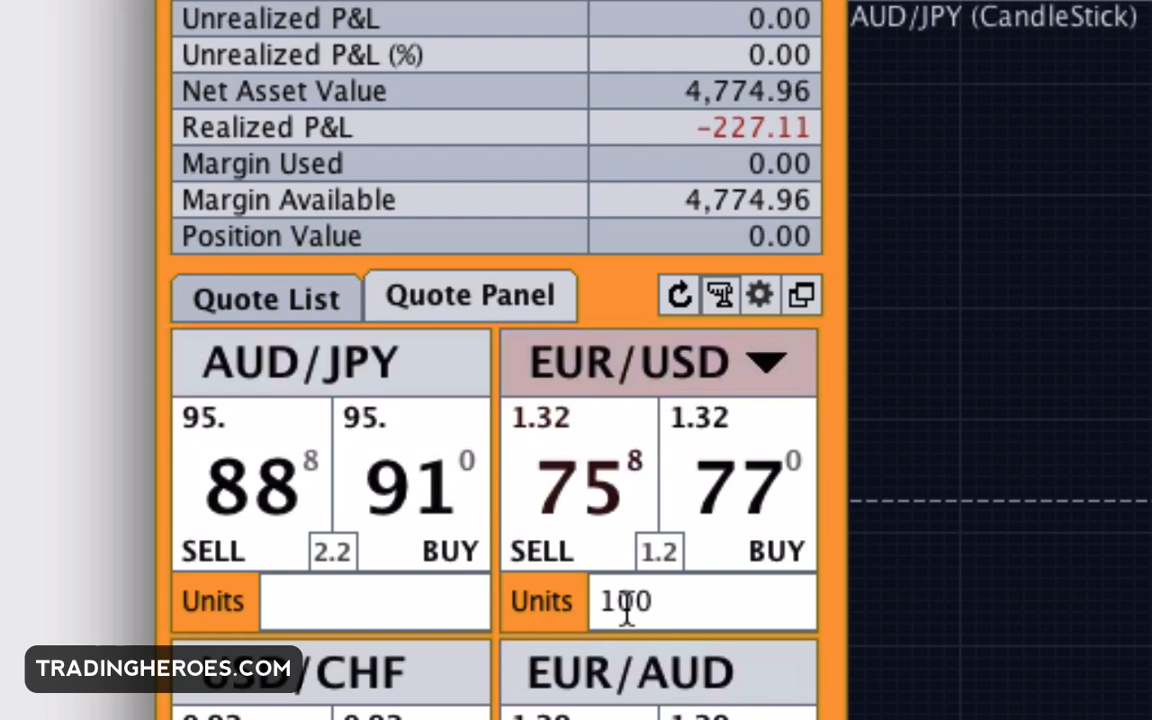 Unrealized P&L 0.00
Unrealized P&L (%) 0.00
Net Asset Value 4,774.96
Realized P&L -227.11
Margin Used 0.00
Margin Available 4,774.96
Position Value 0.00
AUD/JPY (CandleStick)
Quote List Quote Panel
AUD/JPY EUR/USD
95. 95. 1.32 1.32
88 8 91 0 75 8 77 0
SELL 2.2 BUY SELL 1.2 BUY
Units Units 100
USD/CHF EUR/AUD
TRADINGHEROES.COM